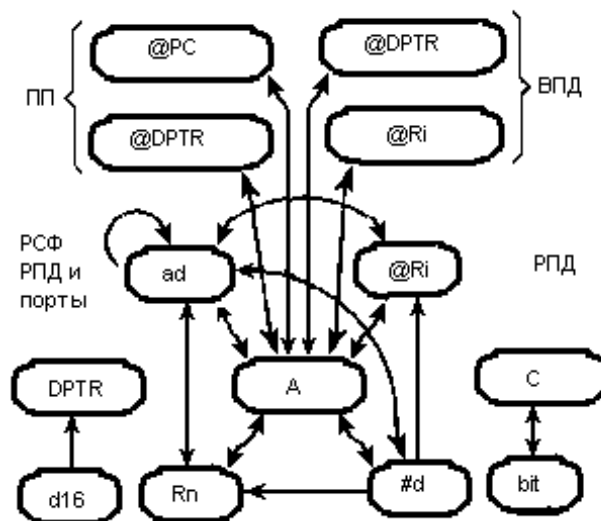 @PC
@DPTR
ПП
ВПД
@DPTR
@Ri
РСФ
РПД и
порты
ad
@Ri
РПД
DPTR
A
C
d16
Rn
#d
bit